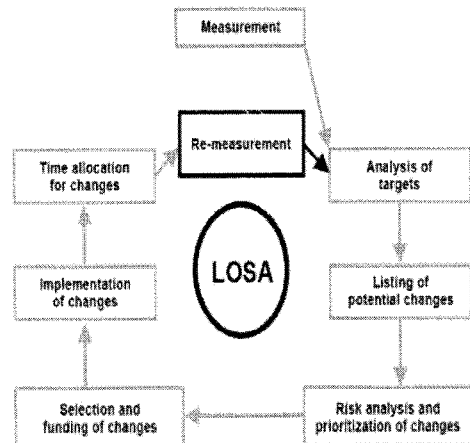 Measurement
Re-measurement
Analysis of
targets
Listing of
potential changes
Risk analysis and
prioritization of changes
Selection and
funding of changes
Implementation
of changes
Time allocation
for changes
LOSA